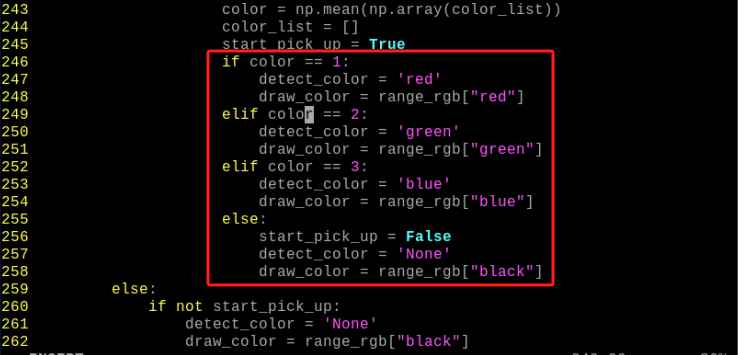 243 color = np.mean(np.array(color_list))
244 color_list = []
245 start_pick_up = True
246 if color == 1:
247 detect_color = 'red'
248 draw_color = range_rgb["red"]
249 elif color == 2:
250 detect_color = 'green'
251 draw_color = range_rgb["green"]
252 elif color == 3:
253 detect_color = 'blue'
254 draw_color = range_rgb["blue"]
255 else:
256 start_pick_up = False
257 detect_color = 'None'
258 draw_color = range_rgb["black"]
259 else:
260 if not start_pick_up:
261 detect_color = 'None'
262 draw_color = range_rgb["black"]